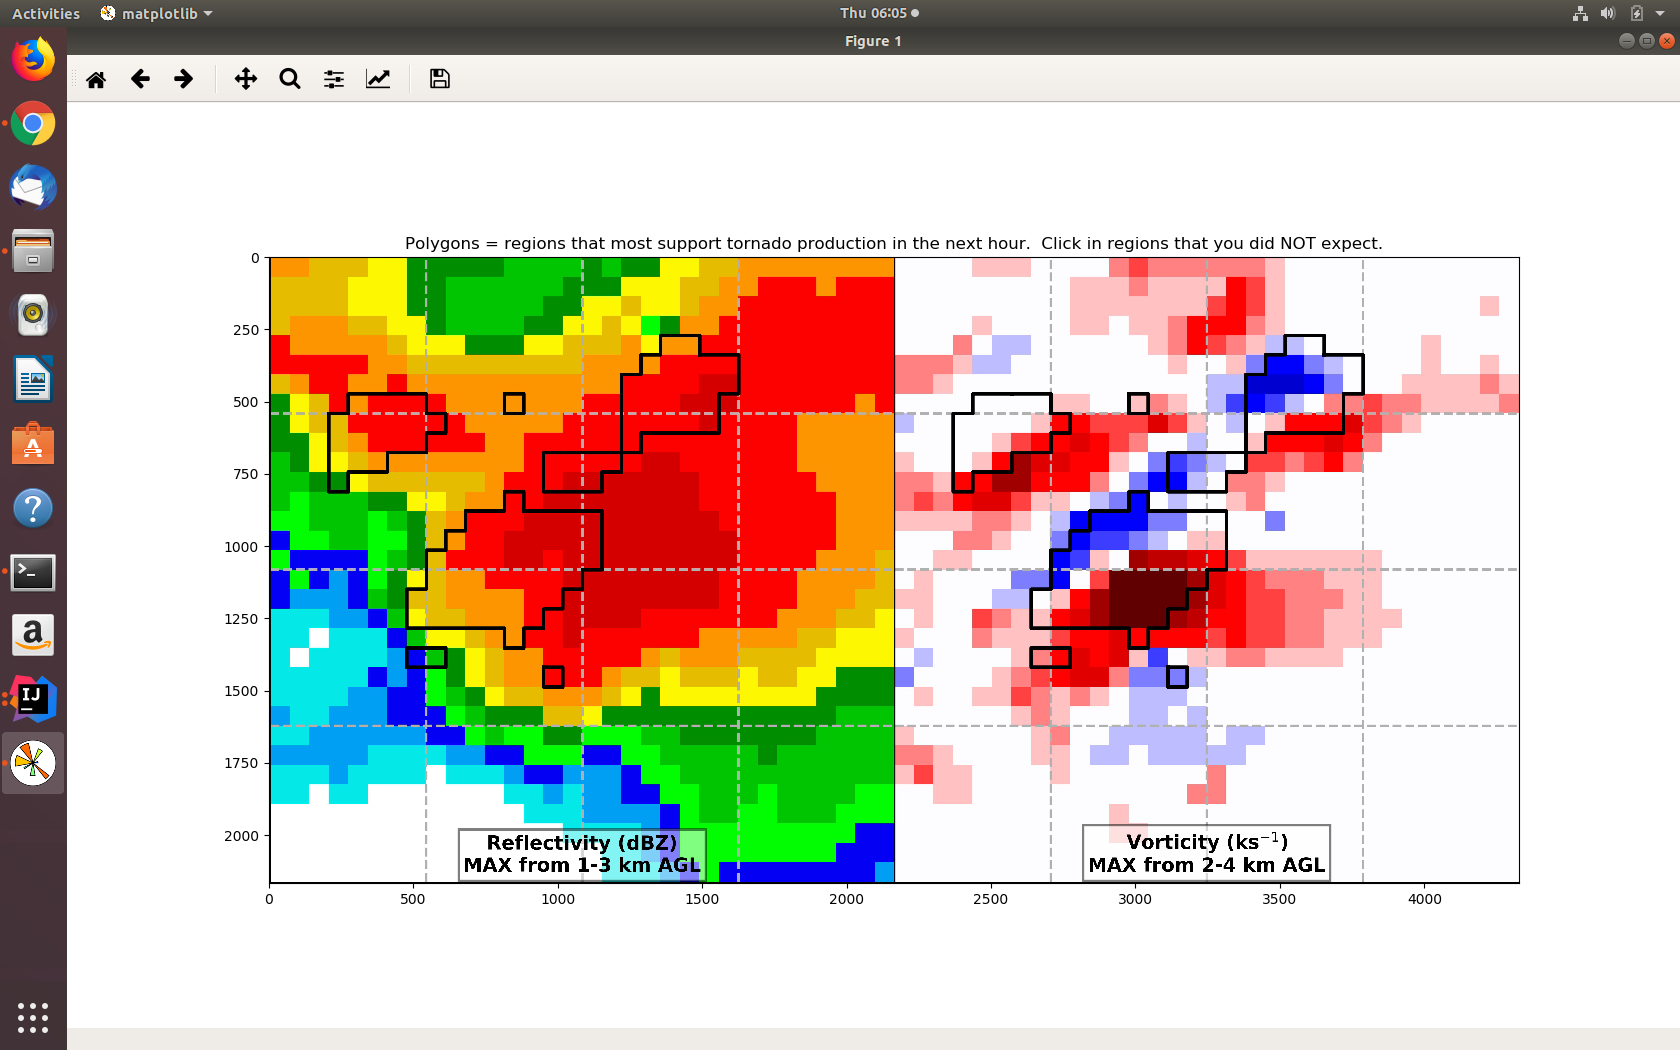 Activities
matplotlib
Thu 06:05
Figure 1
Polygons = regions that most support tornado production in the next hour.  Click in regions that you did NOT expect.
0
250
500
750
1000
1250
1500
1750
2000
Reflectivity (dBZ)
MAX from 1-3 km AGL
Vorticity (ks⁻¹)
MAX from 2-4 km AGL
0
500
1000
1500
2000
2500
3000
3500
4000
A
?
>_
a
IJ